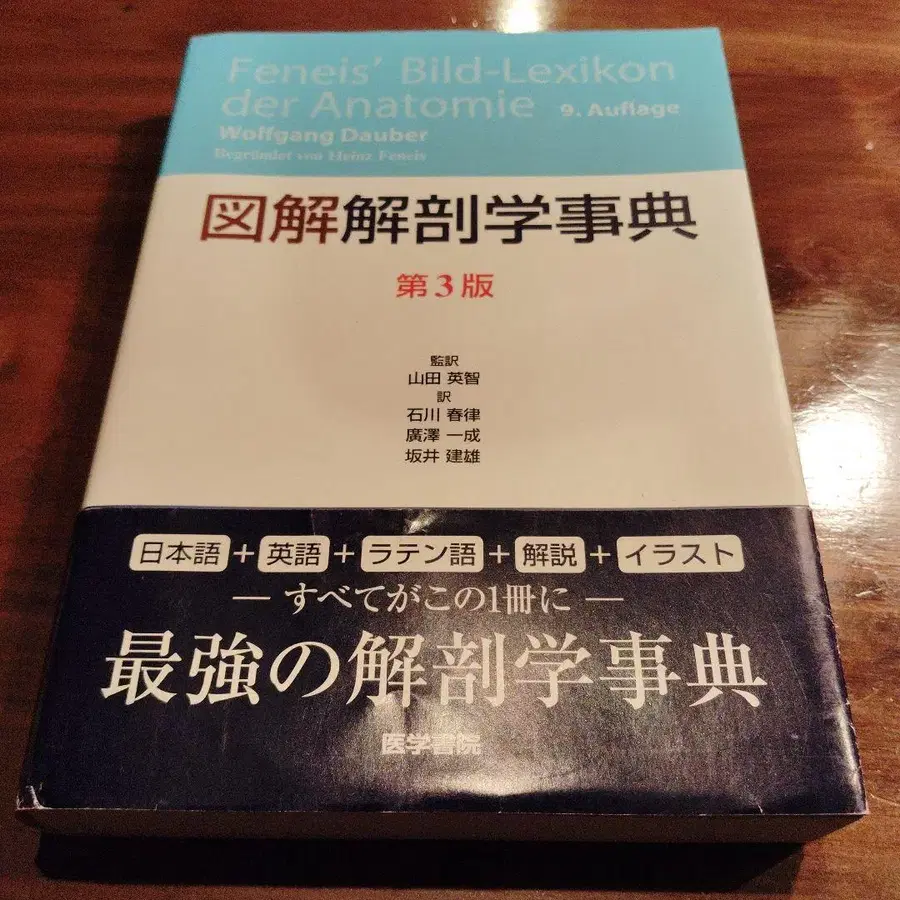 Feneis' Bild-Lexikon
der Anatomie 9. Auflage
Woffgang Dauber
Begründet von Heinz Feneis
図解解剖学事典
第3版
監訳
山田 英智
訳
石川 春律
廣澤 一成
坂井 建雄
日本語+英語+ラテン語+解説+イラスト
―すべてがこの1冊に―
最強の解剖学事典
医学書院